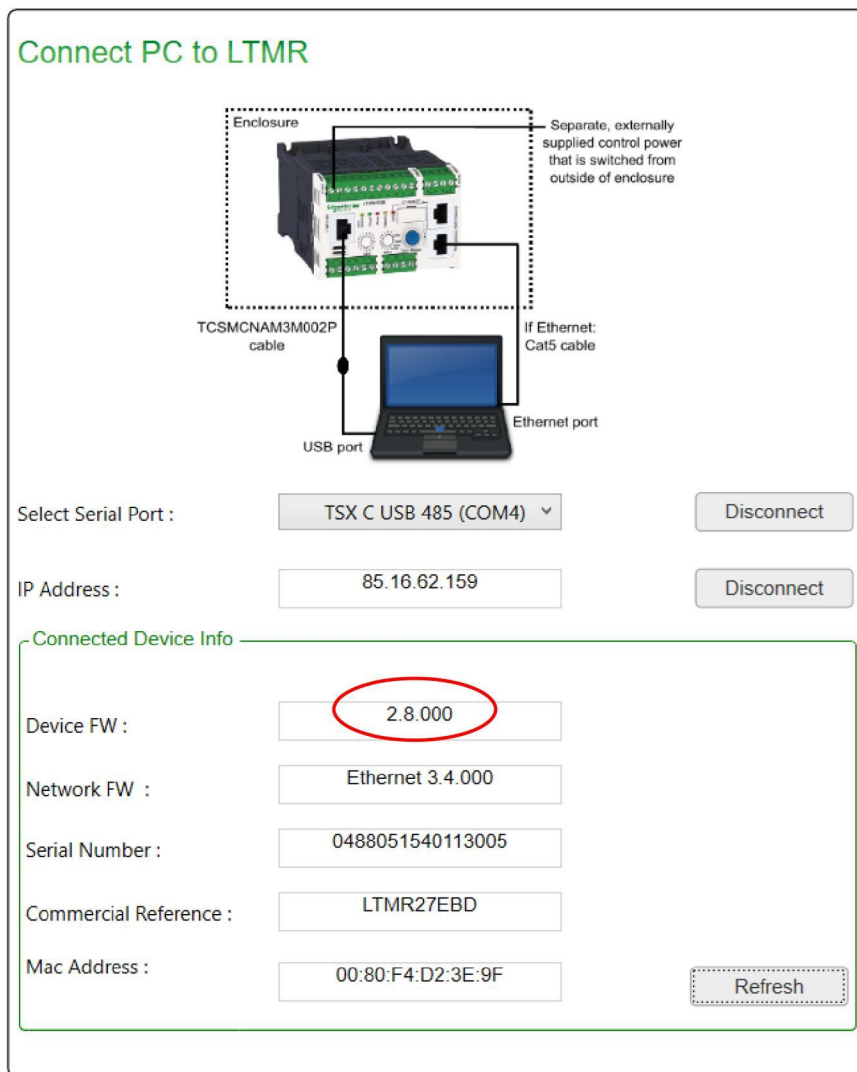 Connect PC to LTMR
Enclosure
Separate, externally
supplied control power
that is switched from
outside of enclosure
Schneider
TCSMCNAM3M002P
cable
If Ethernet:
Cat5 cable
Ethernet port
USB port
Select Serial Port :
TSX C USB 485 (COM4)
Disconnect
IP Address :
85.16.62.159
Disconnect
Connected Device Info
Device FW :
2.8.000
Network FW :
Ethernet 3.4.000
Serial Number :
0488051540113005
Commercial Reference :
LTMR27EBD
Mac Address :
00:80:F4:D2:3E:9F
Refresh